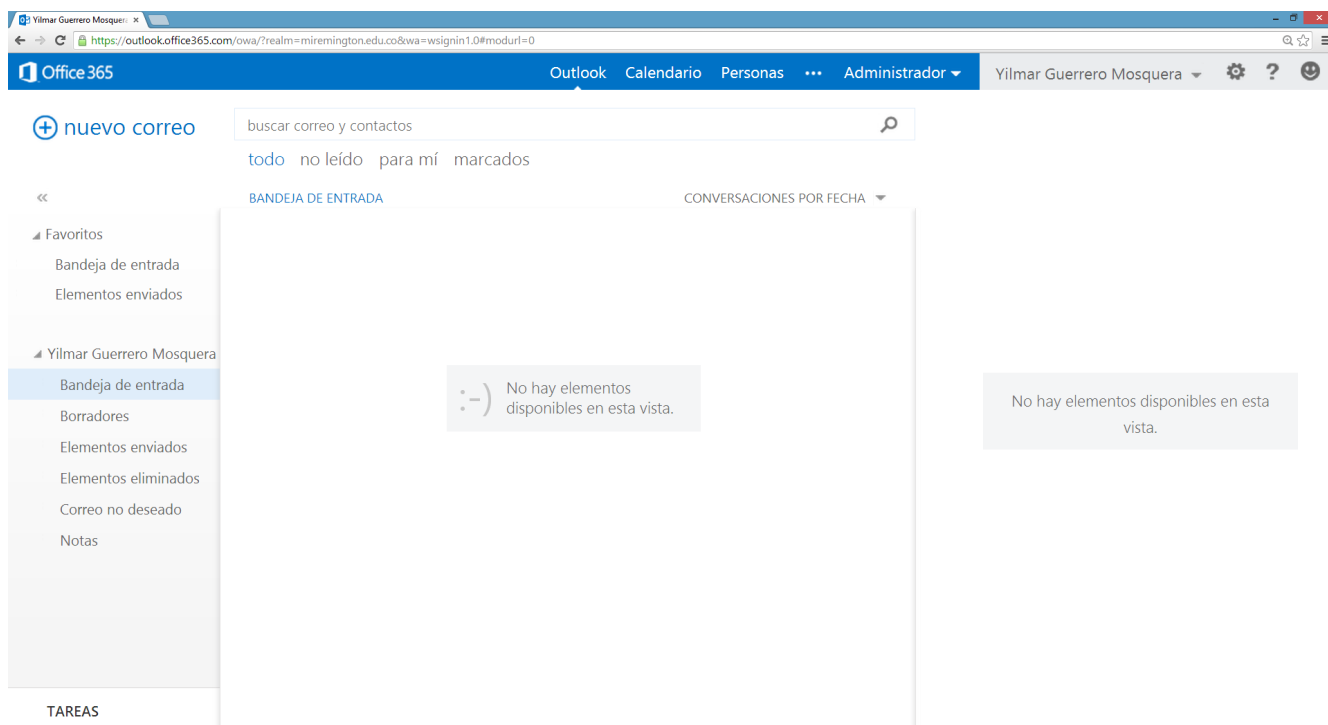 Yilmar Guerrero Mosquer
https://outlook.office365.com/owa/?realm=miremington.edu.co&wa=wsignin1.0#modurl=0
Office 365
Outlook Calendario Personas ••• Administrador
Yilmar Guerrero Mosquera
?
nuevo correo
buscar correo y contactos
todo no leído para mí marcados
BANDEJA DE ENTRADA
CONVERSACIONES POR FECHA
Favoritos
Bandeja de entrada
Elementos enviados
Yilmar Guerrero Mosquera
Bandeja de entrada
Borradores
Elementos enviados
Elementos eliminados
Correo no deseado
Notas
TAREAS
:-)
No hay elementos
disponibles en esta vista.
No hay elementos disponibles en esta
vista.